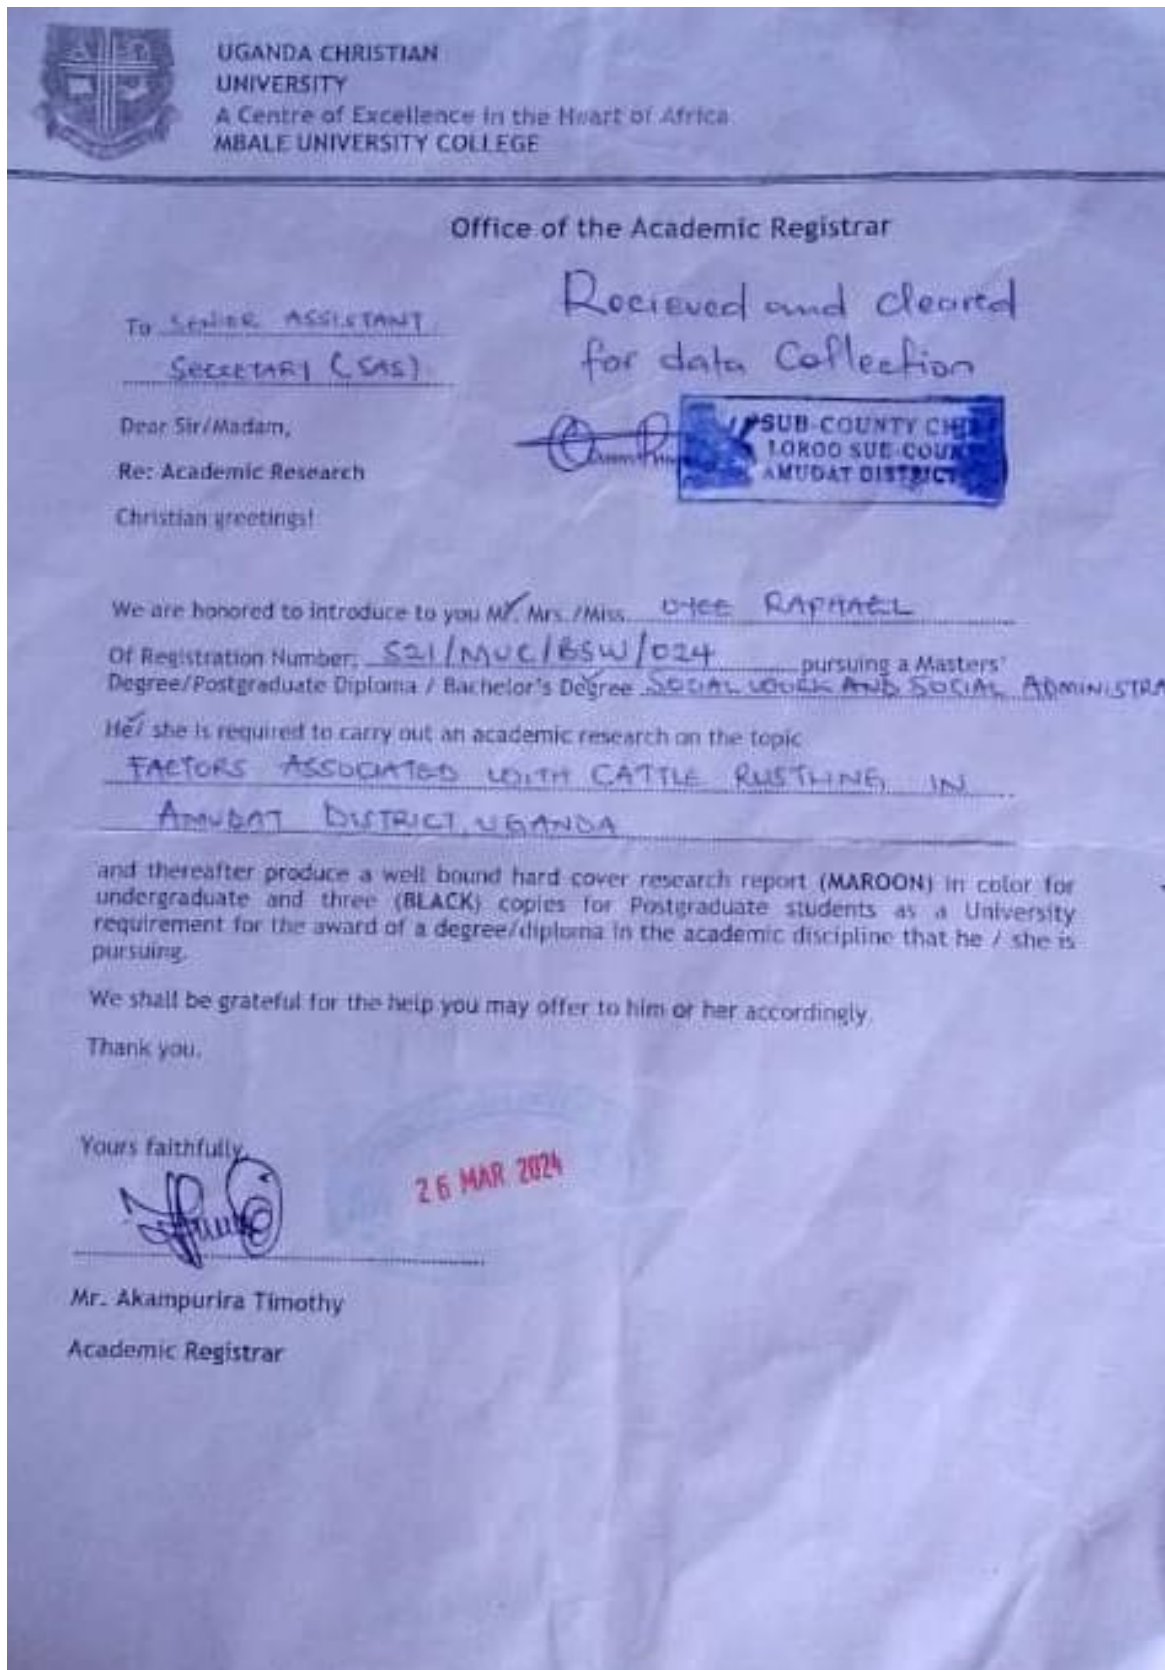 UGANDA CHRISTIAN
UNIVERSITY
A Centre of Excellence in the Heart of Africa
MBALE UNIVERSITY COLLEGE
Office of the Academic Registrar
Recieved and cleared
for data Collection
To SENIOR ASSISTANT
SECRETARY (SAS)
SUB-COUNTY CHIEF
LOROO SUB-COUN
AMUDAT DISTRICT
Dear Sir/Madam,
Re: Academic Research
Christian greetings!
We are honored to introduce to you Mr. Mrs./Miss. RAPHAEL
Of Registration Number: S21/MUC/BSW/024 pursuing a Masters'
Degree/Postgraduate Diploma / Bachelor's Degree SOCIAL WORK AND SOCIAL ADMINISTRA
He/ she is required to carry out an academic research on the topic
FACTORS ASSOCIATED WITH CATTLE RUSTLING IN
AMUDAT DISTRICT, UGANDA
and thereafter produce a well bound hard cover research report (MAROON) in color for
undergraduate and three (BLACK) copies for Postgraduate students as a University
requirement for the award of a degree/diploma in the academic discipline that he / she is
pursuing.
We shall be grateful for the help you may offer to him or her accordingly.
Thank you.
Yours faithfully,
26 MAR 2024
Mr. Akampurira Timothy
Academic Registrar